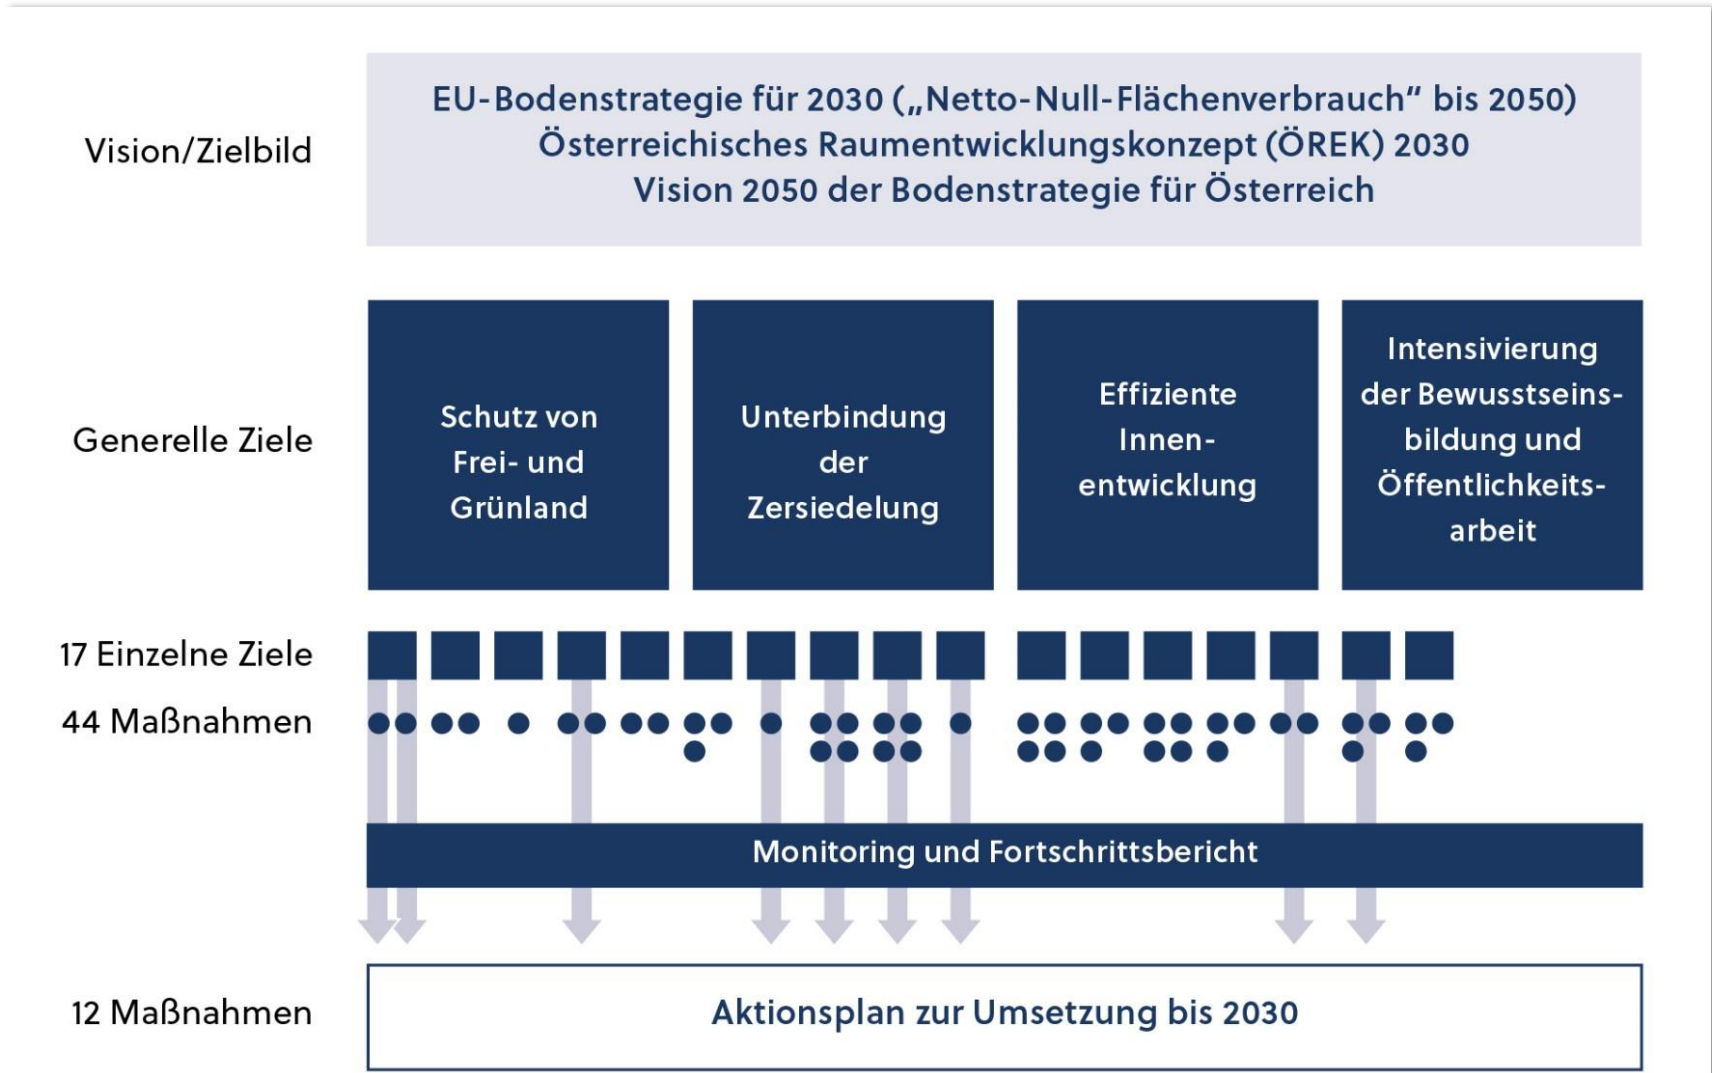 Vision/Zielbild
EU-Bodenstrategie für 2030 („Netto-Null-Flächenverbrauch“ bis 2050)
Österreichisches Raumentwicklungskonzept (ÖREK) 2030
Vision 2050 der Bodenstrategie für Österreich
Generelle Ziele
Schutz von
Frei- und
Grünland
Unterbindung
der
Zersiedelung
Effiziente
Innen-
entwicklung
Intensivierung
der Bewusstseins-
bildung und
Öffentlichkeits-
arbeit
17 Einzelne Ziele
44 Maßnahmen
Monitoring und Fortschrittsbericht
12 Maßnahmen
Aktionsplan zur Umsetzung bis 2030